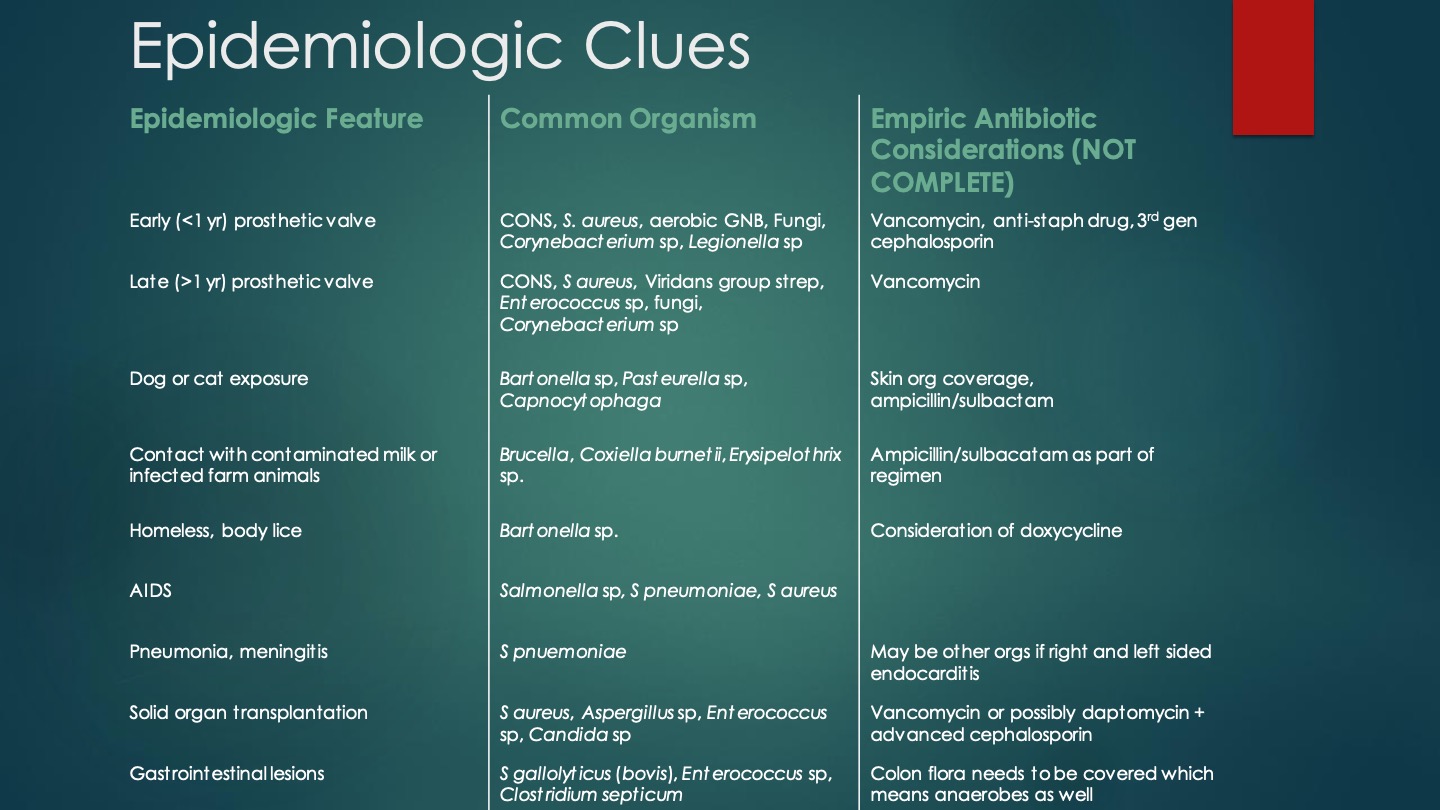 Epidemiologic Clues
Epidemiologic Feature
Common Organism
Empiric Antibiotic
Considerations (NOT
COMPLETE)
Early (<1 yr) prosthetic valve
CONS, S. aureus, aerobic GNB, Fungi,
Corynebacterium sp, Legionella sp
Vancomycin, anti-staph drug, 3rd gen
cephalosporin
Late (>1 yr) prosthetic valve
CONS, S aureus, Viridans group strep,
Enterococcus sp, fungi,
Corynebacterium sp
Vancomycin
Dog or cat exposure
Bartonella sp, Pasteurella sp,
Capnocytophaga
Skin org coverage,
ampicillin/sulbactam
Contact with contaminated milk or
infected farm animals
Brucella, Coxiella burnetii, Erysipelothrix
sp.
Ampicillin/sulbacatam as part of
regimen
Homeless, body lice
Bartonella sp.
Consideration of doxycycline
AIDS
Salmonella sp, S pneumoniae, S aureus
Pneumonia, meningitis
S pnuemoniae
May be other orgs if right and left sided
endocarditis
Solid organ transplantation
S aureus, Aspergillus sp, Enterococcus
sp, Candida sp
Vancomycin or possibly daptomycin +
advanced cephalosporin
Gastrointestinal lesions
S gallolyticus (bovis), Enterococcus sp,
Clostridium septicum
Colon flora needs to be covered which
means anaerobes as well